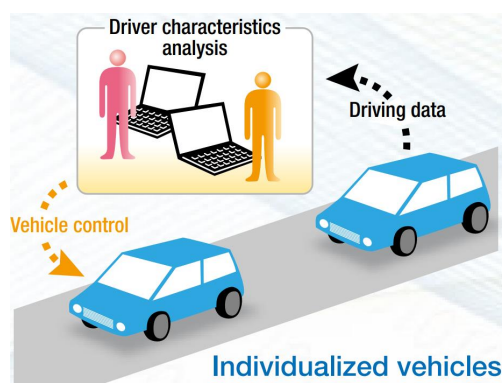 Driver characteristics
analysis
Driving data
Vehicle control
Individualized vehicles